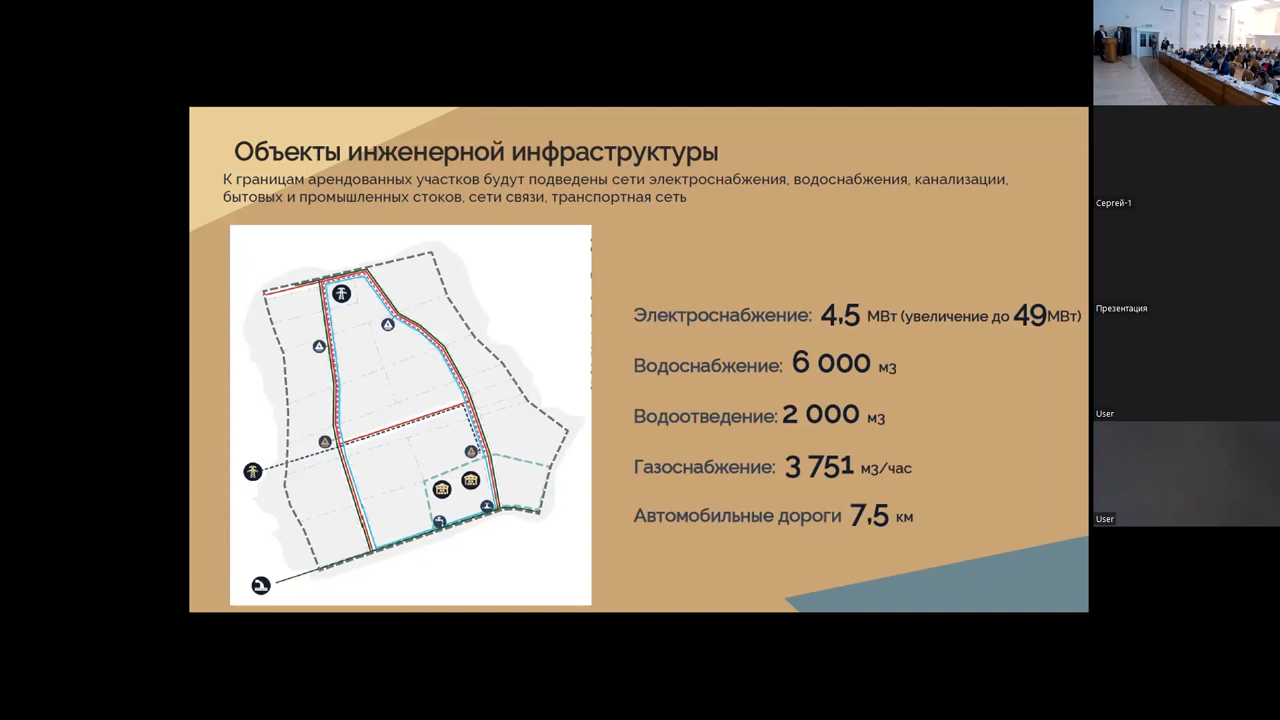 Объекты инженерной инфраструктуры
К границам арендованных участков будут подведены сети электроснабжения, водоснабжения, канализации,
бытовых и промышленных стоков, сети связи, транспортная сеть
Электроснабжение: 4,5 МВт (увеличение до 49МВт)
Водоснабжение: 6 000 м3
Водоотведение: 2 000 м3
Газоснабжение: 3 751 м3/час
Автомобильные дороги 7,5 км
Сергей-1
Презентация
User
User